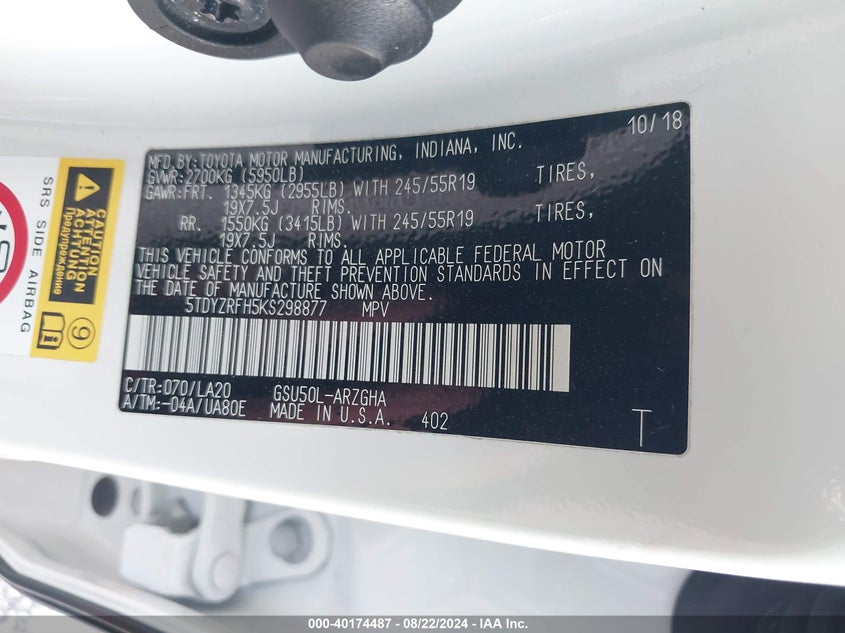 10/18
MFD.BY:TOYOTA MOTOR MANUFACTURING, INDIANA, INC.
GVWR:2700KG (5950LB)
GAWR:FRT. 1345KG (2955LB) WITH 245/55R19 TIRES,
19X7.5J RIMS.
RR. 1550KG (3415LB) WITH 245/55R19 TIRES,
19X7.5J RIMS.
THIS VEHICLE CONFORMS TO ALL APPLICABLE FEDERAL MOTOR
VEHICLE SAFETY AND THEFT PREVENTION STANDARDS IN EFFECT ON
THE DATE OF MANUFACTURE SHOWN ABOVE.
5TDYZRFH5KS298877 MPV
C/TR:070/LA20 GSU50L-ARZGHA
A/TM:-04A/UA80E MADE IN U.S.A. 402
T
CAUTION
ATTENTION
ACHTUNG
Предупреждение
SRS SIDE AIRBAG
9
000-40174487 - 08/22/2024 - IAA Inc.